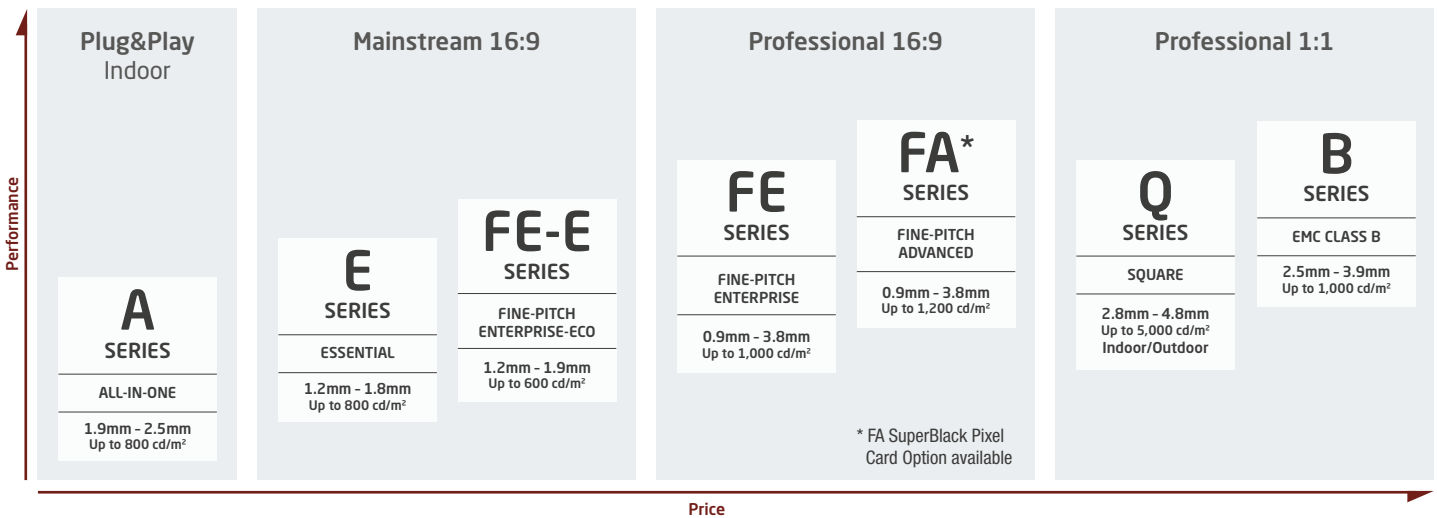 Performance
Plug&Play
Indoor
A
SERIES
ALL-IN-ONE
1.9mm – 2.5mm
Up to 800 cd/m²
Mainstream 16:9
E
SERIES
ESSENTIAL
1.2mm – 1.8mm
Up to 800 cd/m²
FE-E
SERIES
FINE-PITCH
ENTERPRISE-ECO
1.2mm – 1.9mm
Up to 600 cd/m²
Professional 16:9
FE
SERIES
FINE-PITCH
ENTERPRISE
0.9mm – 3.8mm
Up to 1,000 cd/m²
FA*
SERIES
FINE-PITCH
ADVANCED
0.9mm – 3.8mm
Up to 1,200 cd/m²
* FA SuperBlack Pixel
Card Option available
Professional 1:1
Q
SERIES
SQUARE
2.8mm – 4.8mm
Up to 5,000 cd/m²
Indoor/Outdoor
B
SERIES
EMC CLASS B
2.5mm – 3.9mm
Up to 1,000 cd/m²
Price